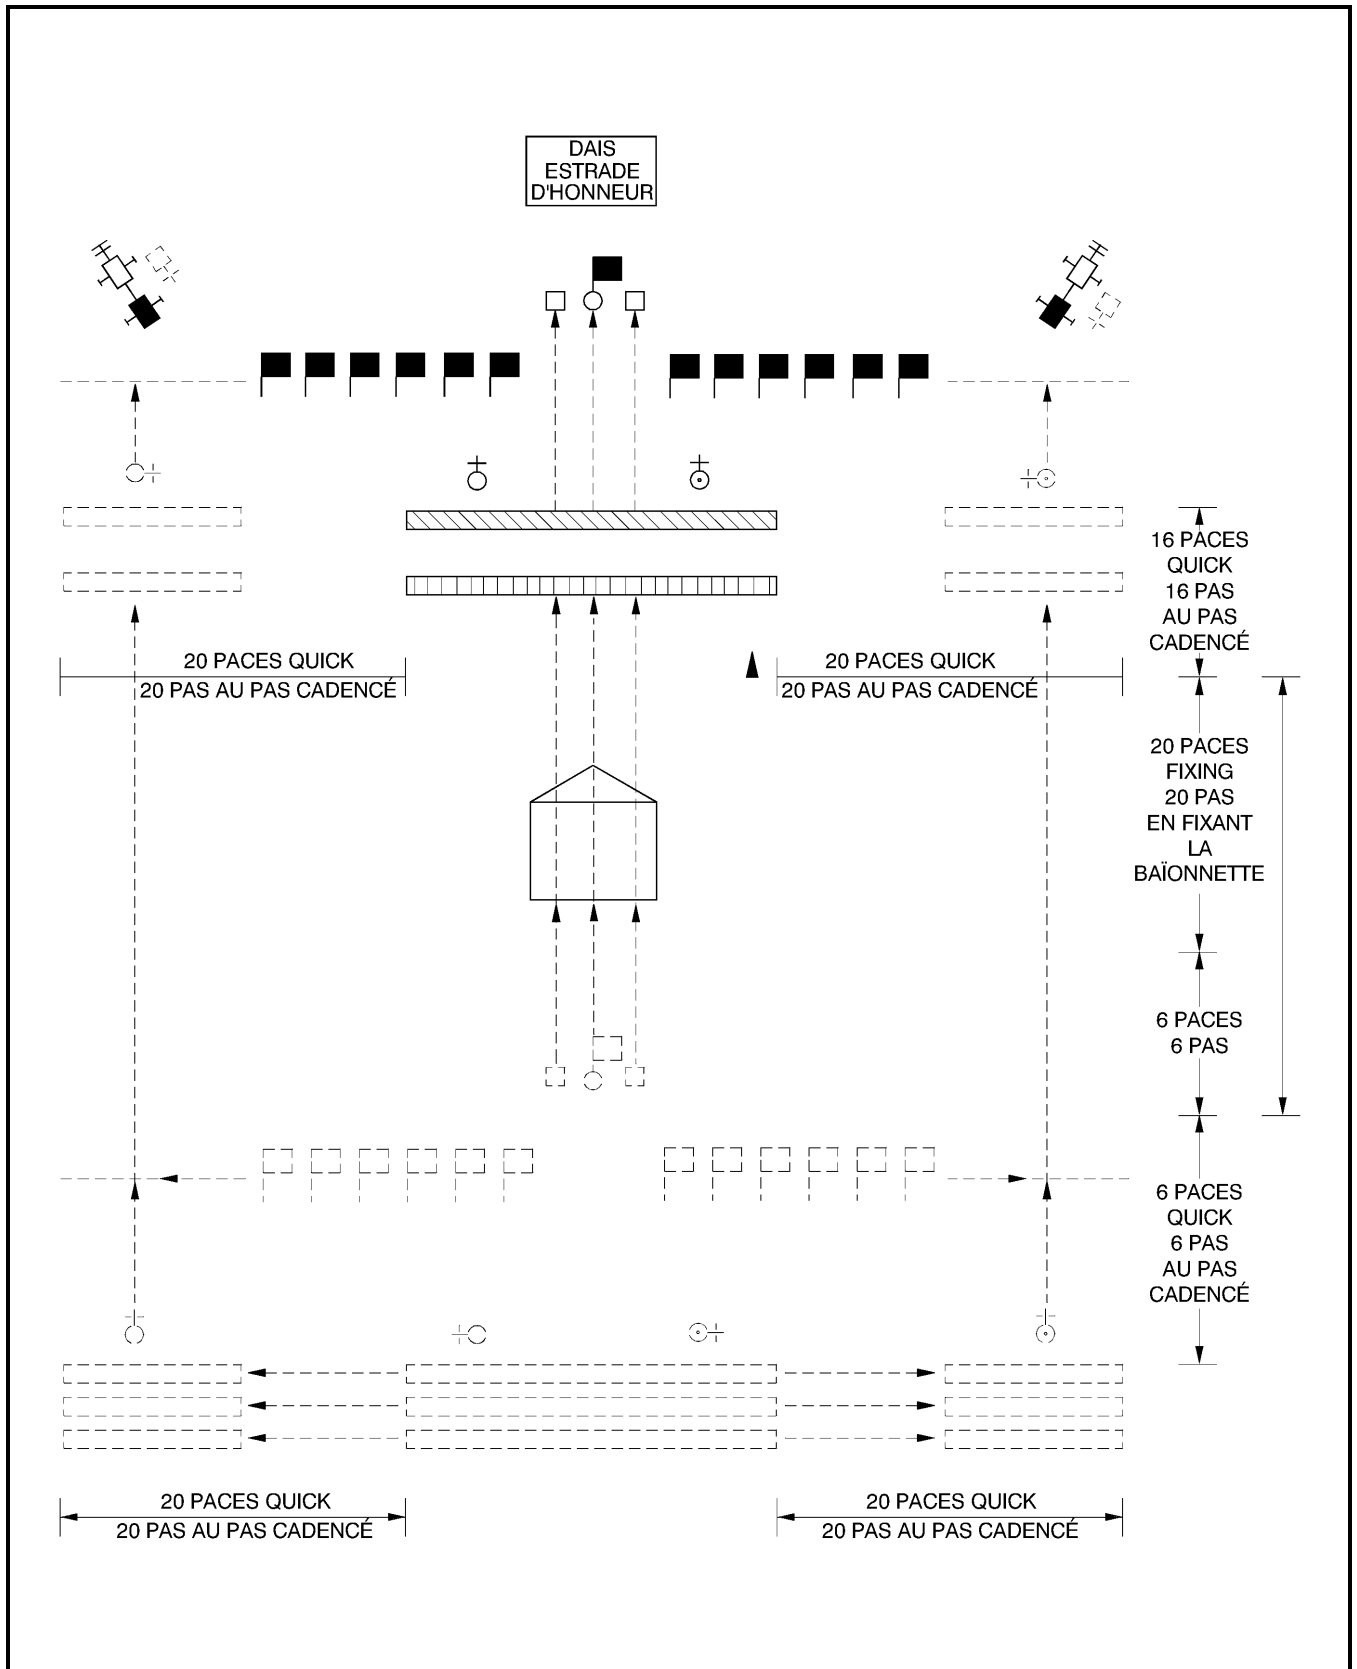 DAIS
ESTRADE
D'HONNEUR
16 PACES
QUICK
16 PAS
AU PAS
CADENCÉ
20 PACES QUICK
20 PAS AU PAS CADENCÉ
20 PACES QUICK
20 PAS AU PAS CADENCÉ
20 PACES
FIXING
20 PAS
EN FIXANT
LA
BAÏONNETTE
6 PACES
6 PAS
6 PACES
QUICK
6 PAS
AU PAS
CADENCÉ
20 PACES QUICK
20 PAS AU PAS CADENCÉ
20 PACES QUICK
20 PAS AU PAS CADENCÉ